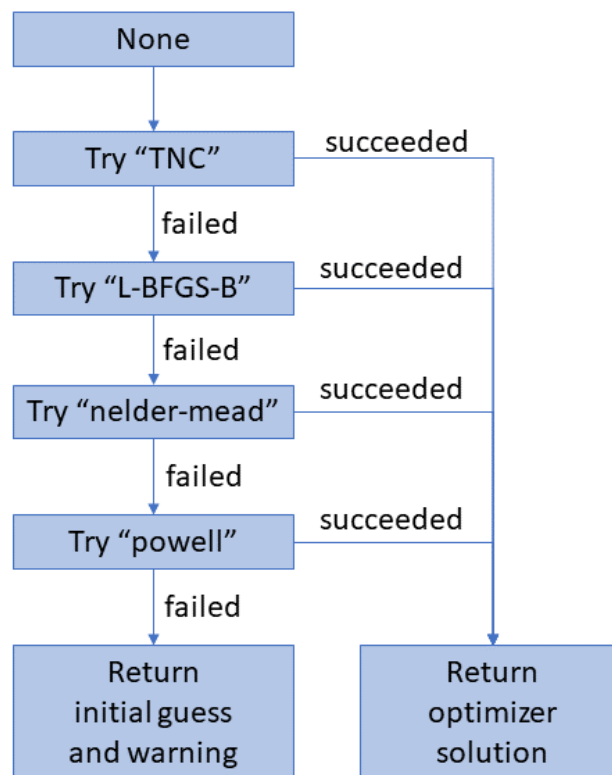 None
Try “TNC”
succeeded
failed
Try “L-BFGS-B”
succeeded
failed
Try “nelder-mead”
succeeded
failed
Try “powell”
succeeded
failed
Return
initial guess
and warning
Return
optimizer
solution